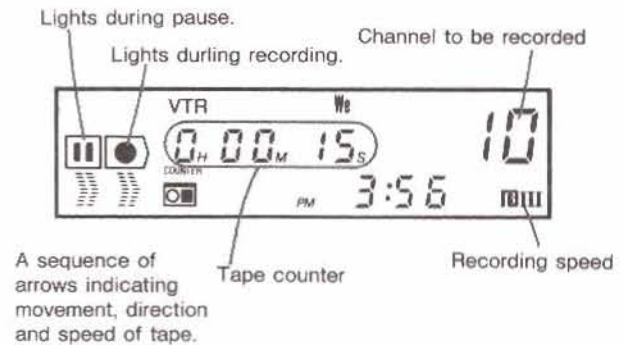 Lights during pause.
Lights durling recording.
Channel to be recorded
VTR We
10
0H 00M 15S
COUNTER
PM 3:56
βIII
A sequence of
arrows indicating
movement, direction
and speed of tape.
Tape counter
Recording speed